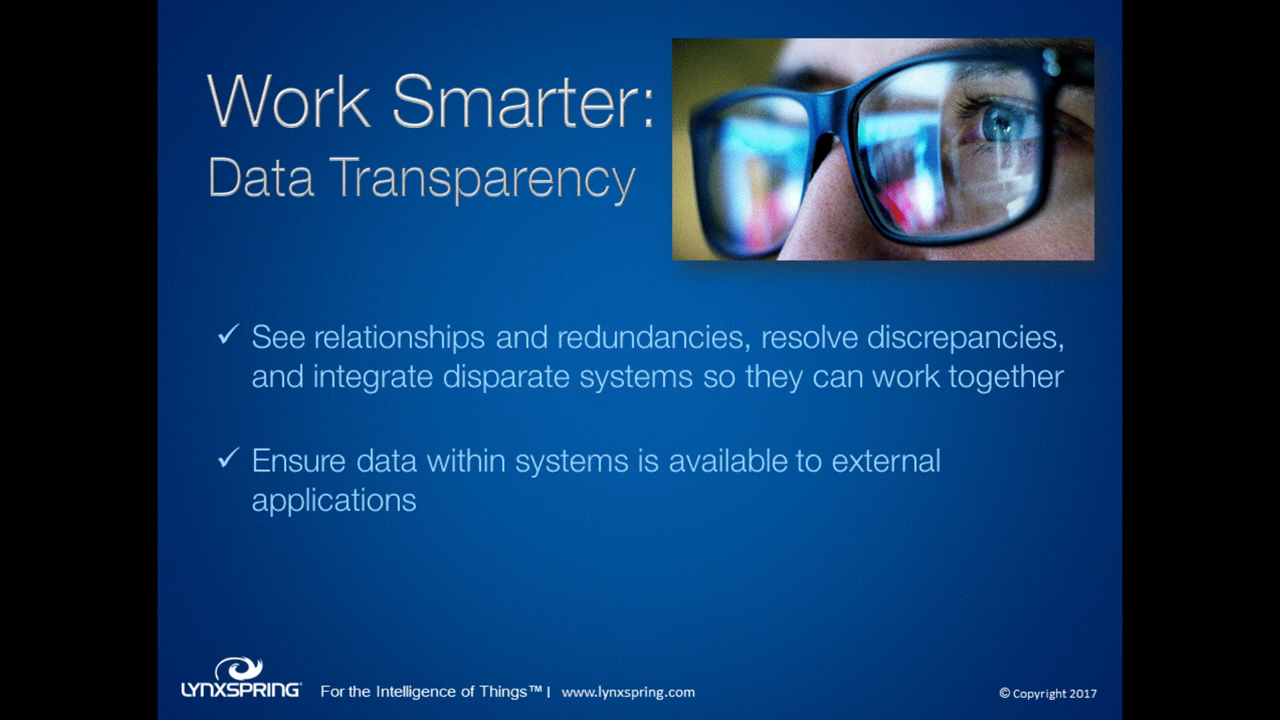 Work Smarter:
Data Transparency
✓ See relationships and redundancies, resolve discrepancies,
and integrate disparate systems so they can work together
✓ Ensure data within systems is available to external
applications
LYNXSPRING® For the Intelligence of Things™ | www.lynxspring.com © Copyright 2017